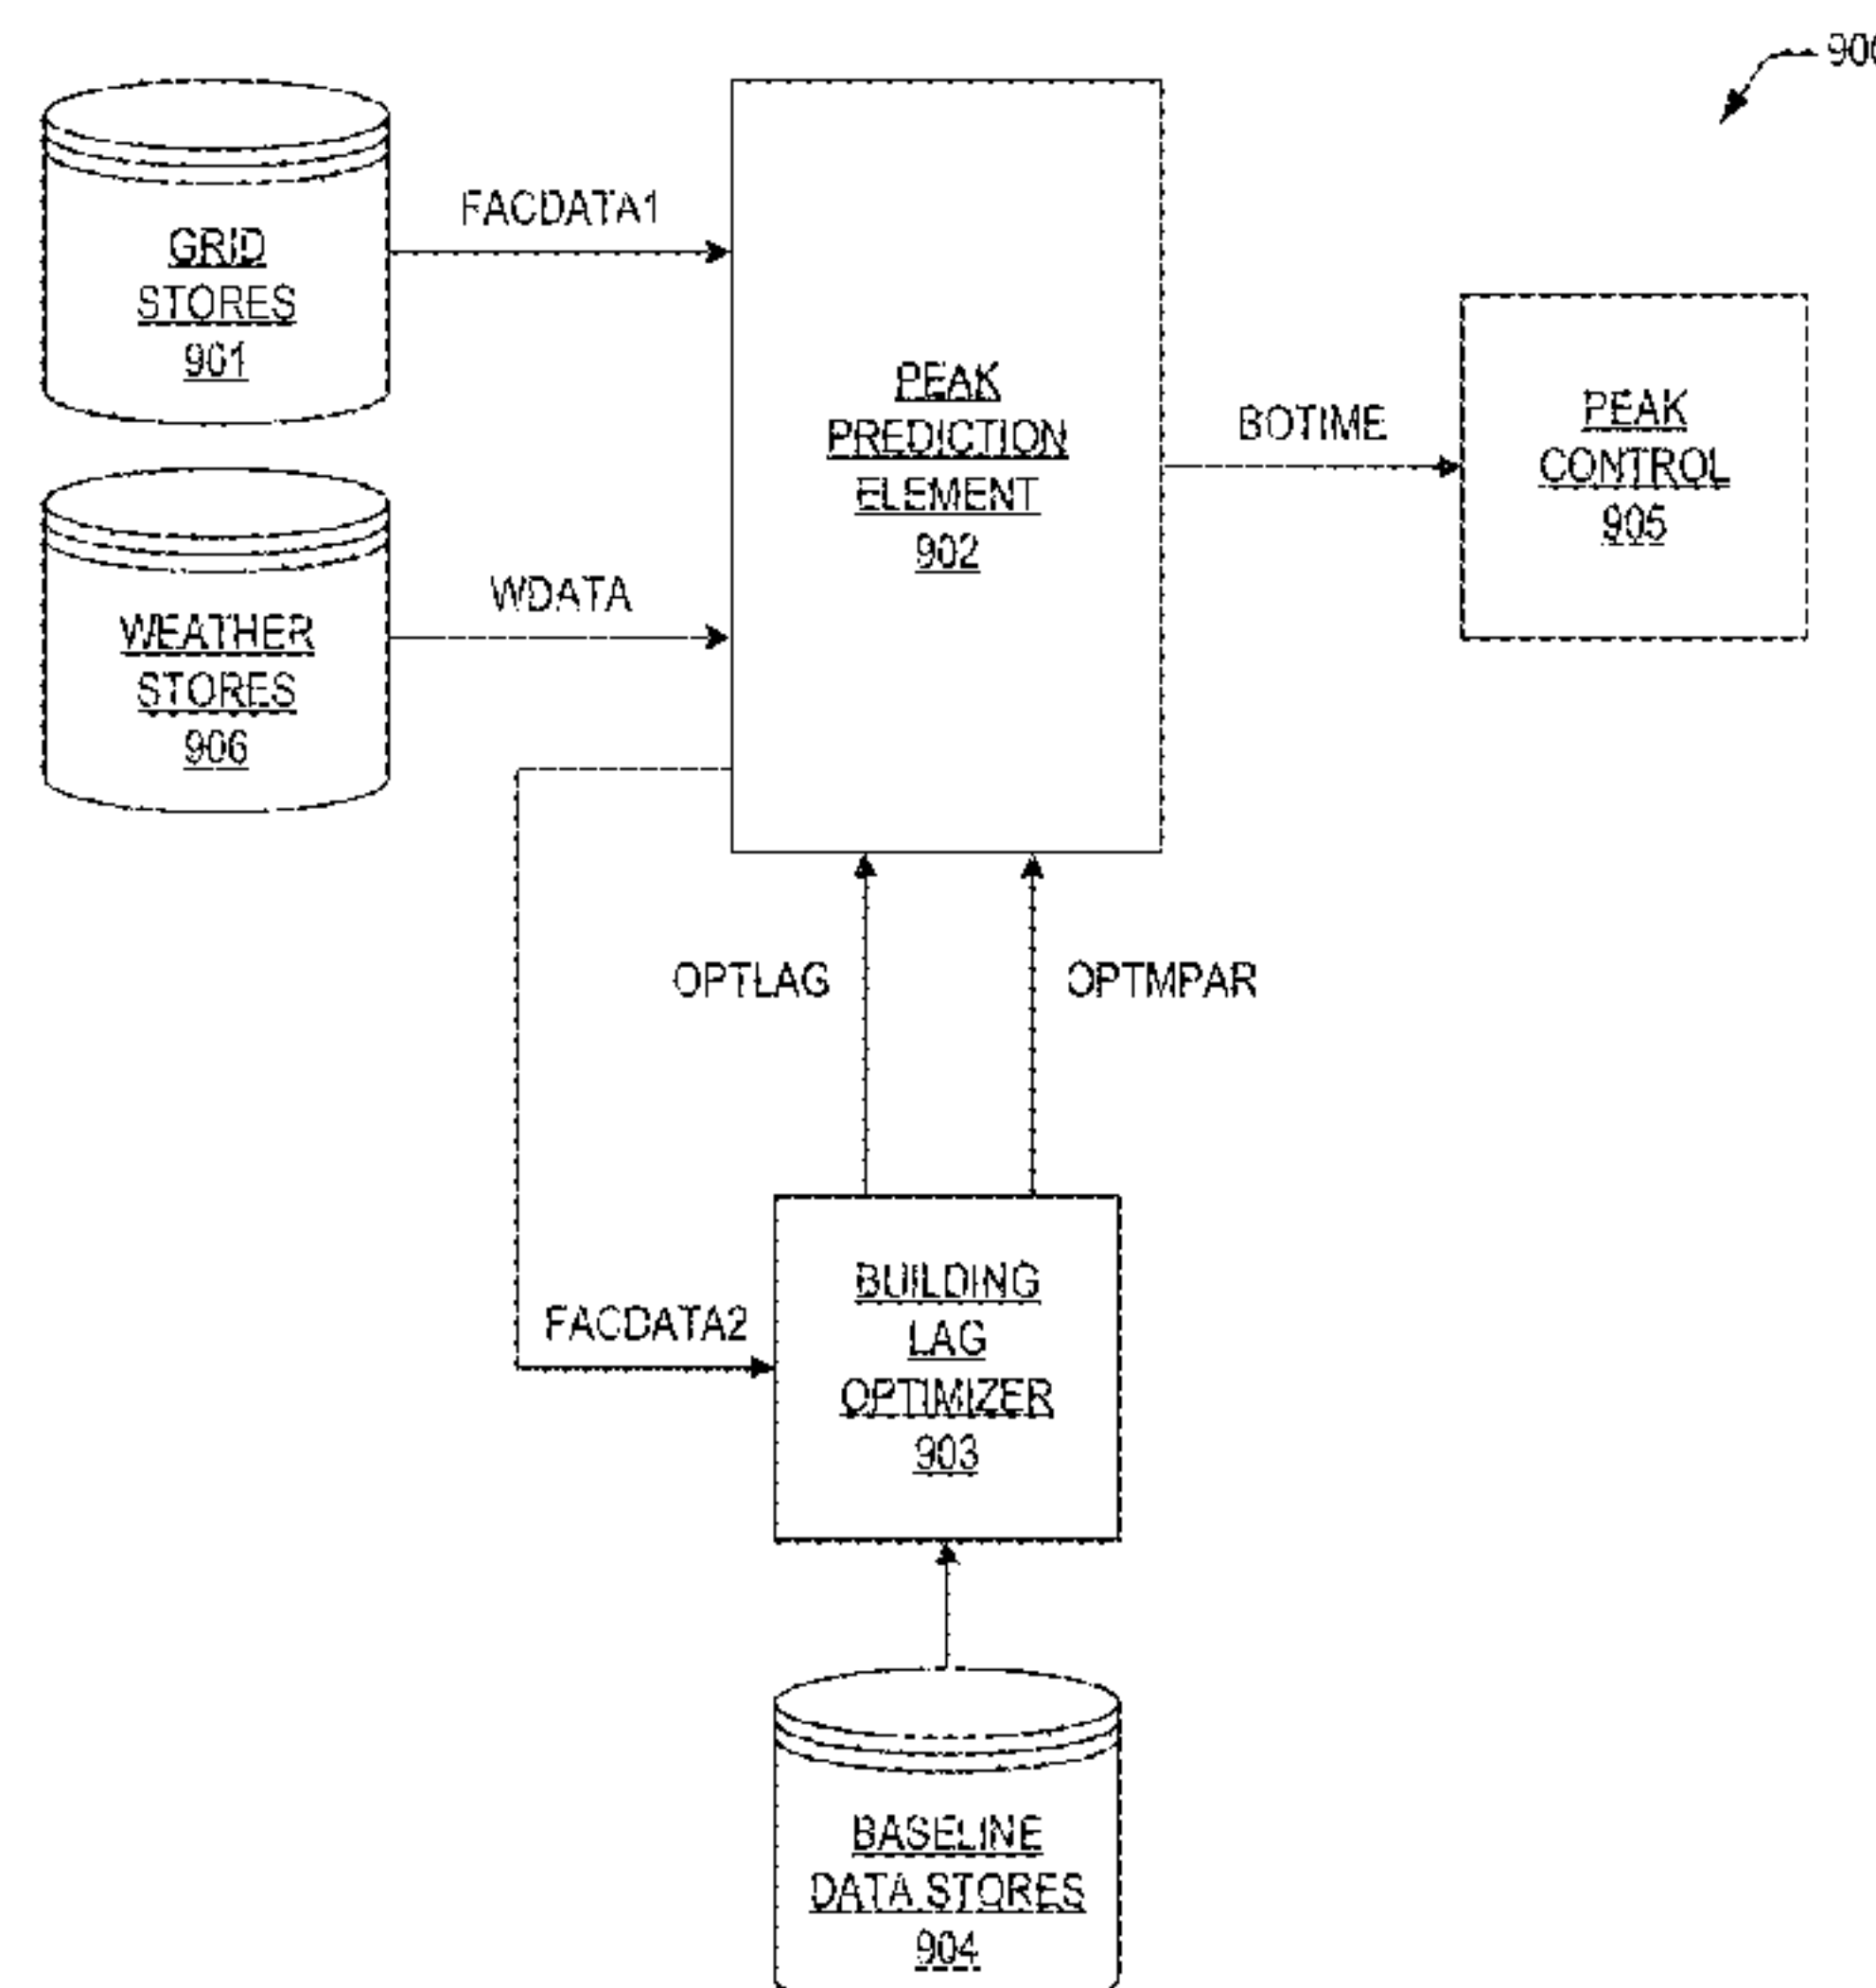 900
FACDATA1
GRID
STORES
901
PEAK
PREDICTION
ELEMENT
902
BOTIME
PEAK
CONTROL
905
WDATA
WEATHER
STORES
906
OPTLAG
OPTMPAR
FACDATA2
BUILDING
LAG
OPTIMIZER
903
BASELINE
DATA STORES
904